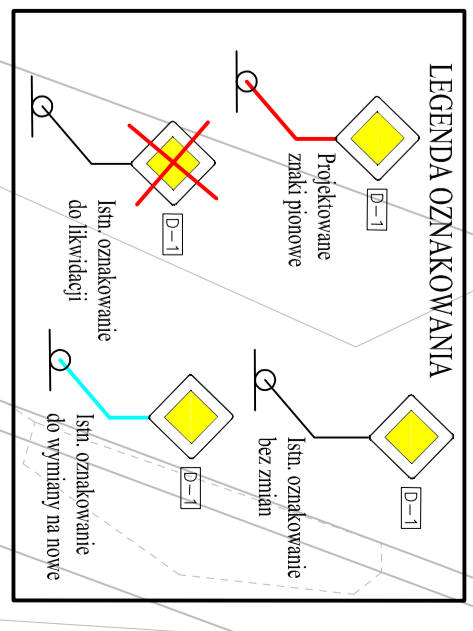 LEGENDA OZNAKOWANIA
D-1
Projektowane
znaki pionowe
D-1
Istn. oznakowanie
bez zmian
D-1
Istn. oznakowanie
do likwidacji
D-1
Istn. oznakowanie
do wymiany na nowe